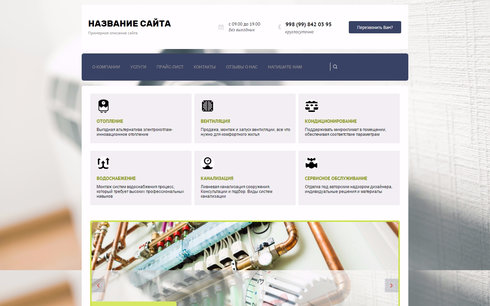 НАЗВАНИЕ САЙТА
Примерное описание сайта
с 09.00 до 19.00
без выходных
998 (99) 842 03 95
круглосуточно
Перезвонить Вам?
О КОМПАНИИ УСЛУГИ ПРАЙС-ЛИСТ КОНТАКТЫ ОТЗЫВЫ О НАС НАПИШИТЕ НАМ
ОТОПЛЕНИЕ
Выгодная альтернатива электрикотлам-
инновационное отопление
ВЕНТИЛЯЦИЯ
Продажа, монтаж и запуск вентиляции, все что
нужно для комфортного жилья
КОНДИЦИОНИРОВАНИЕ
Поддерживать микроклимат в помещении,
обеспечивая соответствие параметрам
ВОДОСНАБЖЕНИЕ
Монтаж систем водоснабжения процесс,
который требует высоких профессиональных
навыков
КАНАЛИЗАЦИЯ
Ливневая канализация сооружения
Консультации и подбор. Виды систем
канализации
СЕРВИСНОЕ ОБСЛУЖИВАНИЕ
Отделка под авторским надзором дизайнера,
индивидуальные решения и материалы